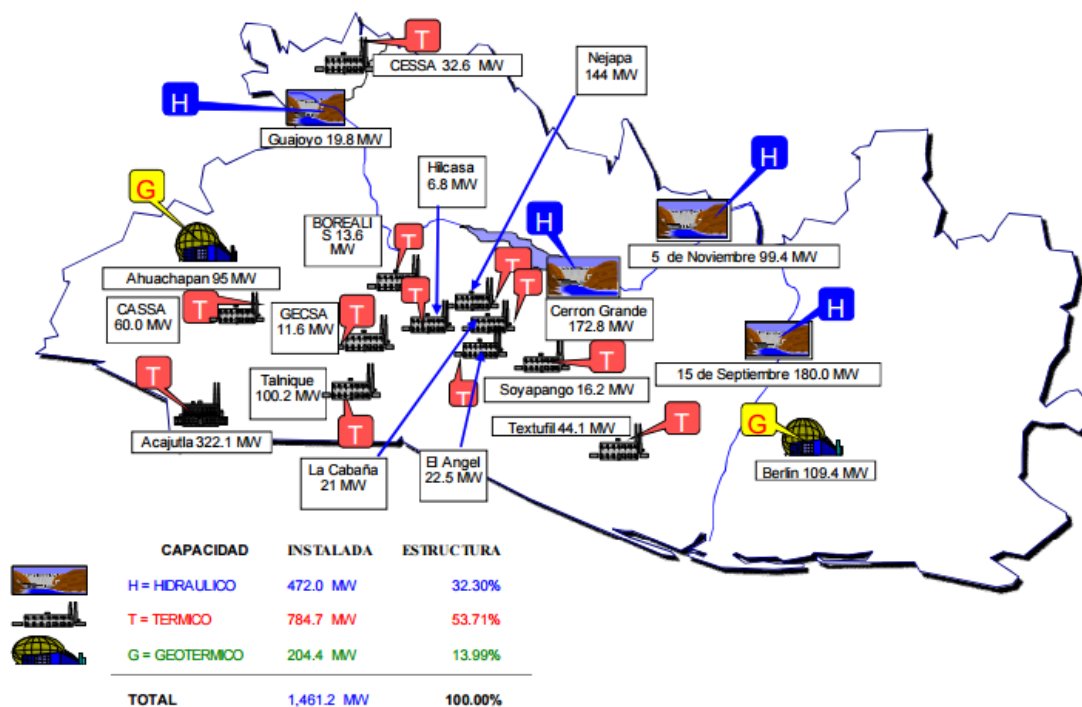 T
CESSA 32.6 MW
Nejapa
144 MW
H
Guajoyo 19.8 MW
Hilcasa
6.8 MW
H
G
BOREALI
S 13.6
MW
T
H
5 de Noviembre 99.4 MW
Ahuachapan 95 MW
T
T
T
CASSA
60.0 MW
T
GECSA
11.6 MW
T
Cerron Grande
172.8 MW
H
15 de Septiembre 180.0 MW
Talnique
100.2 MW
T
T
T
Soyapango 16.2 MW
T
Acajutla 322.1 MW
T
Textufil 44.1 MW
T
G
Berlin 109.4 MW
La Cabaña
21 MW
El Angel
22.5 MW
CAPACIDAD INSTALADA ESTRUCTURA
H = HIDRAULICO 472.0 MW 32.30%
T = TERMICO 784.7 MW 53.71%
G = GEOTERMICO 204.4 MW 13.99%
TOTAL 1,461.2 MW 100.00%